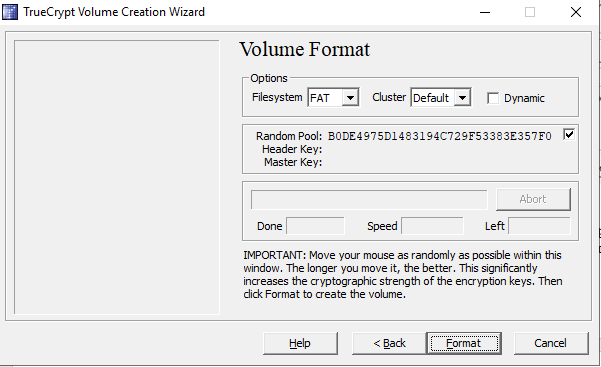 TrueCrypt Volume Creation Wizard
Volume Format
Options
Filesystem FAT Cluster Default Dynamic
Random Pool: B0DE4975D1483194C729F53383E357F0
Header Key:
Master Key:
Abort
Done Speed Left
IMPORTANT: Move your mouse as randomly as possible within this
window. The longer you move it, the better. This significantly
increases the cryptographic strength of the encryption keys. Then
click Format to create the volume.
Help < Back Format Cancel